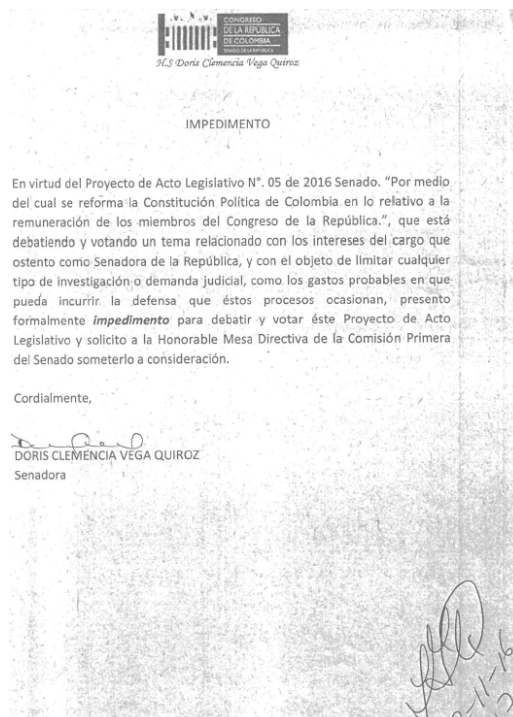 CONGRESO
DE LA REPÚBLICA
DE COLOMBIA
SENADO DE LA REPÚBLICA
H.S Doris Clemencia Vega Quiroz
IMPEDIMENTO
En virtud del Proyecto de Acto Legislativo N°. 05 de 2016 Senado. “Por medio
del cual se reforma la Constitución Política de Colombia en lo relativo a la
remuneración de los miembros del Congreso de la República.”, que está
debatiendo y votando un tema relacionado con los intereses del cargo que
ostento como Senadora de la República, y con el objeto de limitar cualquier
tipo de investigación o demanda judicial, como los gastos probables en que
pueda incurrir la defensa que éstos procesos ocasionan, presento
formalmente impedimento para debatir y votar éste Proyecto de Acto
Legislativo y solicito a la Honorable Mesa Directiva de la Comisión Primera
del Senado someterlo a consideración.
Cordialmente,
DORIS CLEMENCIA VEGA QUIROZ
Senadora
-11-16